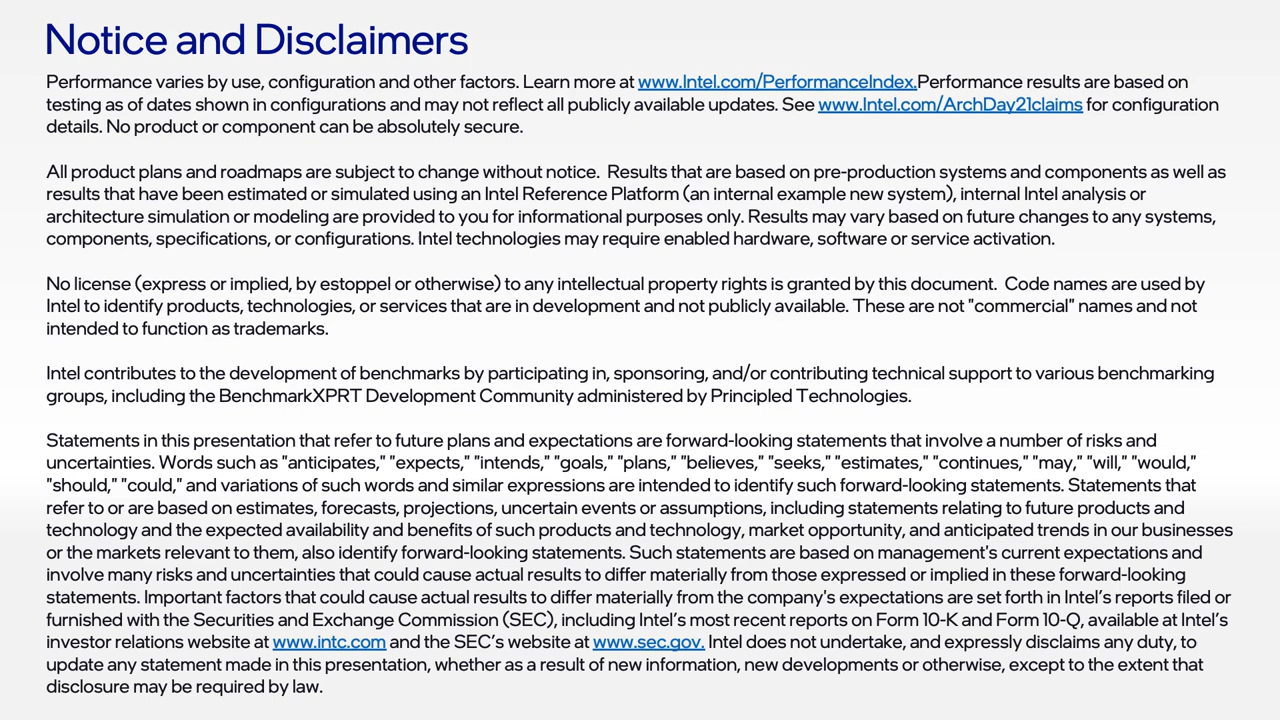 Notice and Disclaimers
Performance varies by use, configuration and other factors. Learn more at www.Intel.com/PerformanceIndex.Performance results are based on
testing as of dates shown in configurations and may not reflect all publicly available updates. See www.Intel.com/ArchDay21claims for configuration
details. No product or component can be absolutely secure.
All product plans and roadmaps are subject to change without notice.  Results that are based on pre-production systems and components as well as
results that have been estimated or simulated using an Intel Reference Platform (an internal example new system), internal Intel analysis or
architecture simulation or modeling are provided to you for informational purposes only. Results may vary based on future changes to any systems,
components, specifications, or configurations. Intel technologies may require enabled hardware, software or service activation.
No license (express or implied, by estoppel or otherwise) to any intellectual property rights is granted by this document.  Code names are used by
Intel to identify products, technologies, or services that are in development and not publicly available. These are not "commercial" names and not
intended to function as trademarks.
Intel contributes to the development of benchmarks by participating in, sponsoring, and/or contributing technical support to various benchmarking
groups, including the BenchmarkXPRT Development Community administered by Principled Technologies.
Statements in this presentation that refer to future plans and expectations are forward-looking statements that involve a number of risks and
uncertainties. Words such as "anticipates," "expects," "intends," "goals," "plans," "believes," "seeks," "estimates," "continues," "may," "will," "would,"
"should," "could," and variations of such words and similar expressions are intended to identify such forward-looking statements. Statements that
refer to or are based on estimates, forecasts, projections, uncertain events or assumptions, including statements relating to future products and
technology and the expected availability and benefits of such products and technology, market opportunity, and anticipated trends in our businesses
or the markets relevant to them, also identify forward-looking statements. Such statements are based on management's current expectations and
involve many risks and uncertainties that could cause actual results to differ materially from those expressed or implied in these forward-looking
statements. Important factors that could cause actual results to differ materially from the company's expectations are set forth in Intel's reports filed or
furnished with the Securities and Exchange Commission (SEC), including Intel's most recent reports on Form 10-K and Form 10-Q, available at Intel's
investor relations website at www.intc.com and the SEC's website at www.sec.gov. Intel does not undertake, and expressly disclaims any duty, to
update any statement made in this presentation, whether as a result of new information, new developments or otherwise, except to the extent that
disclosure may be required by law.